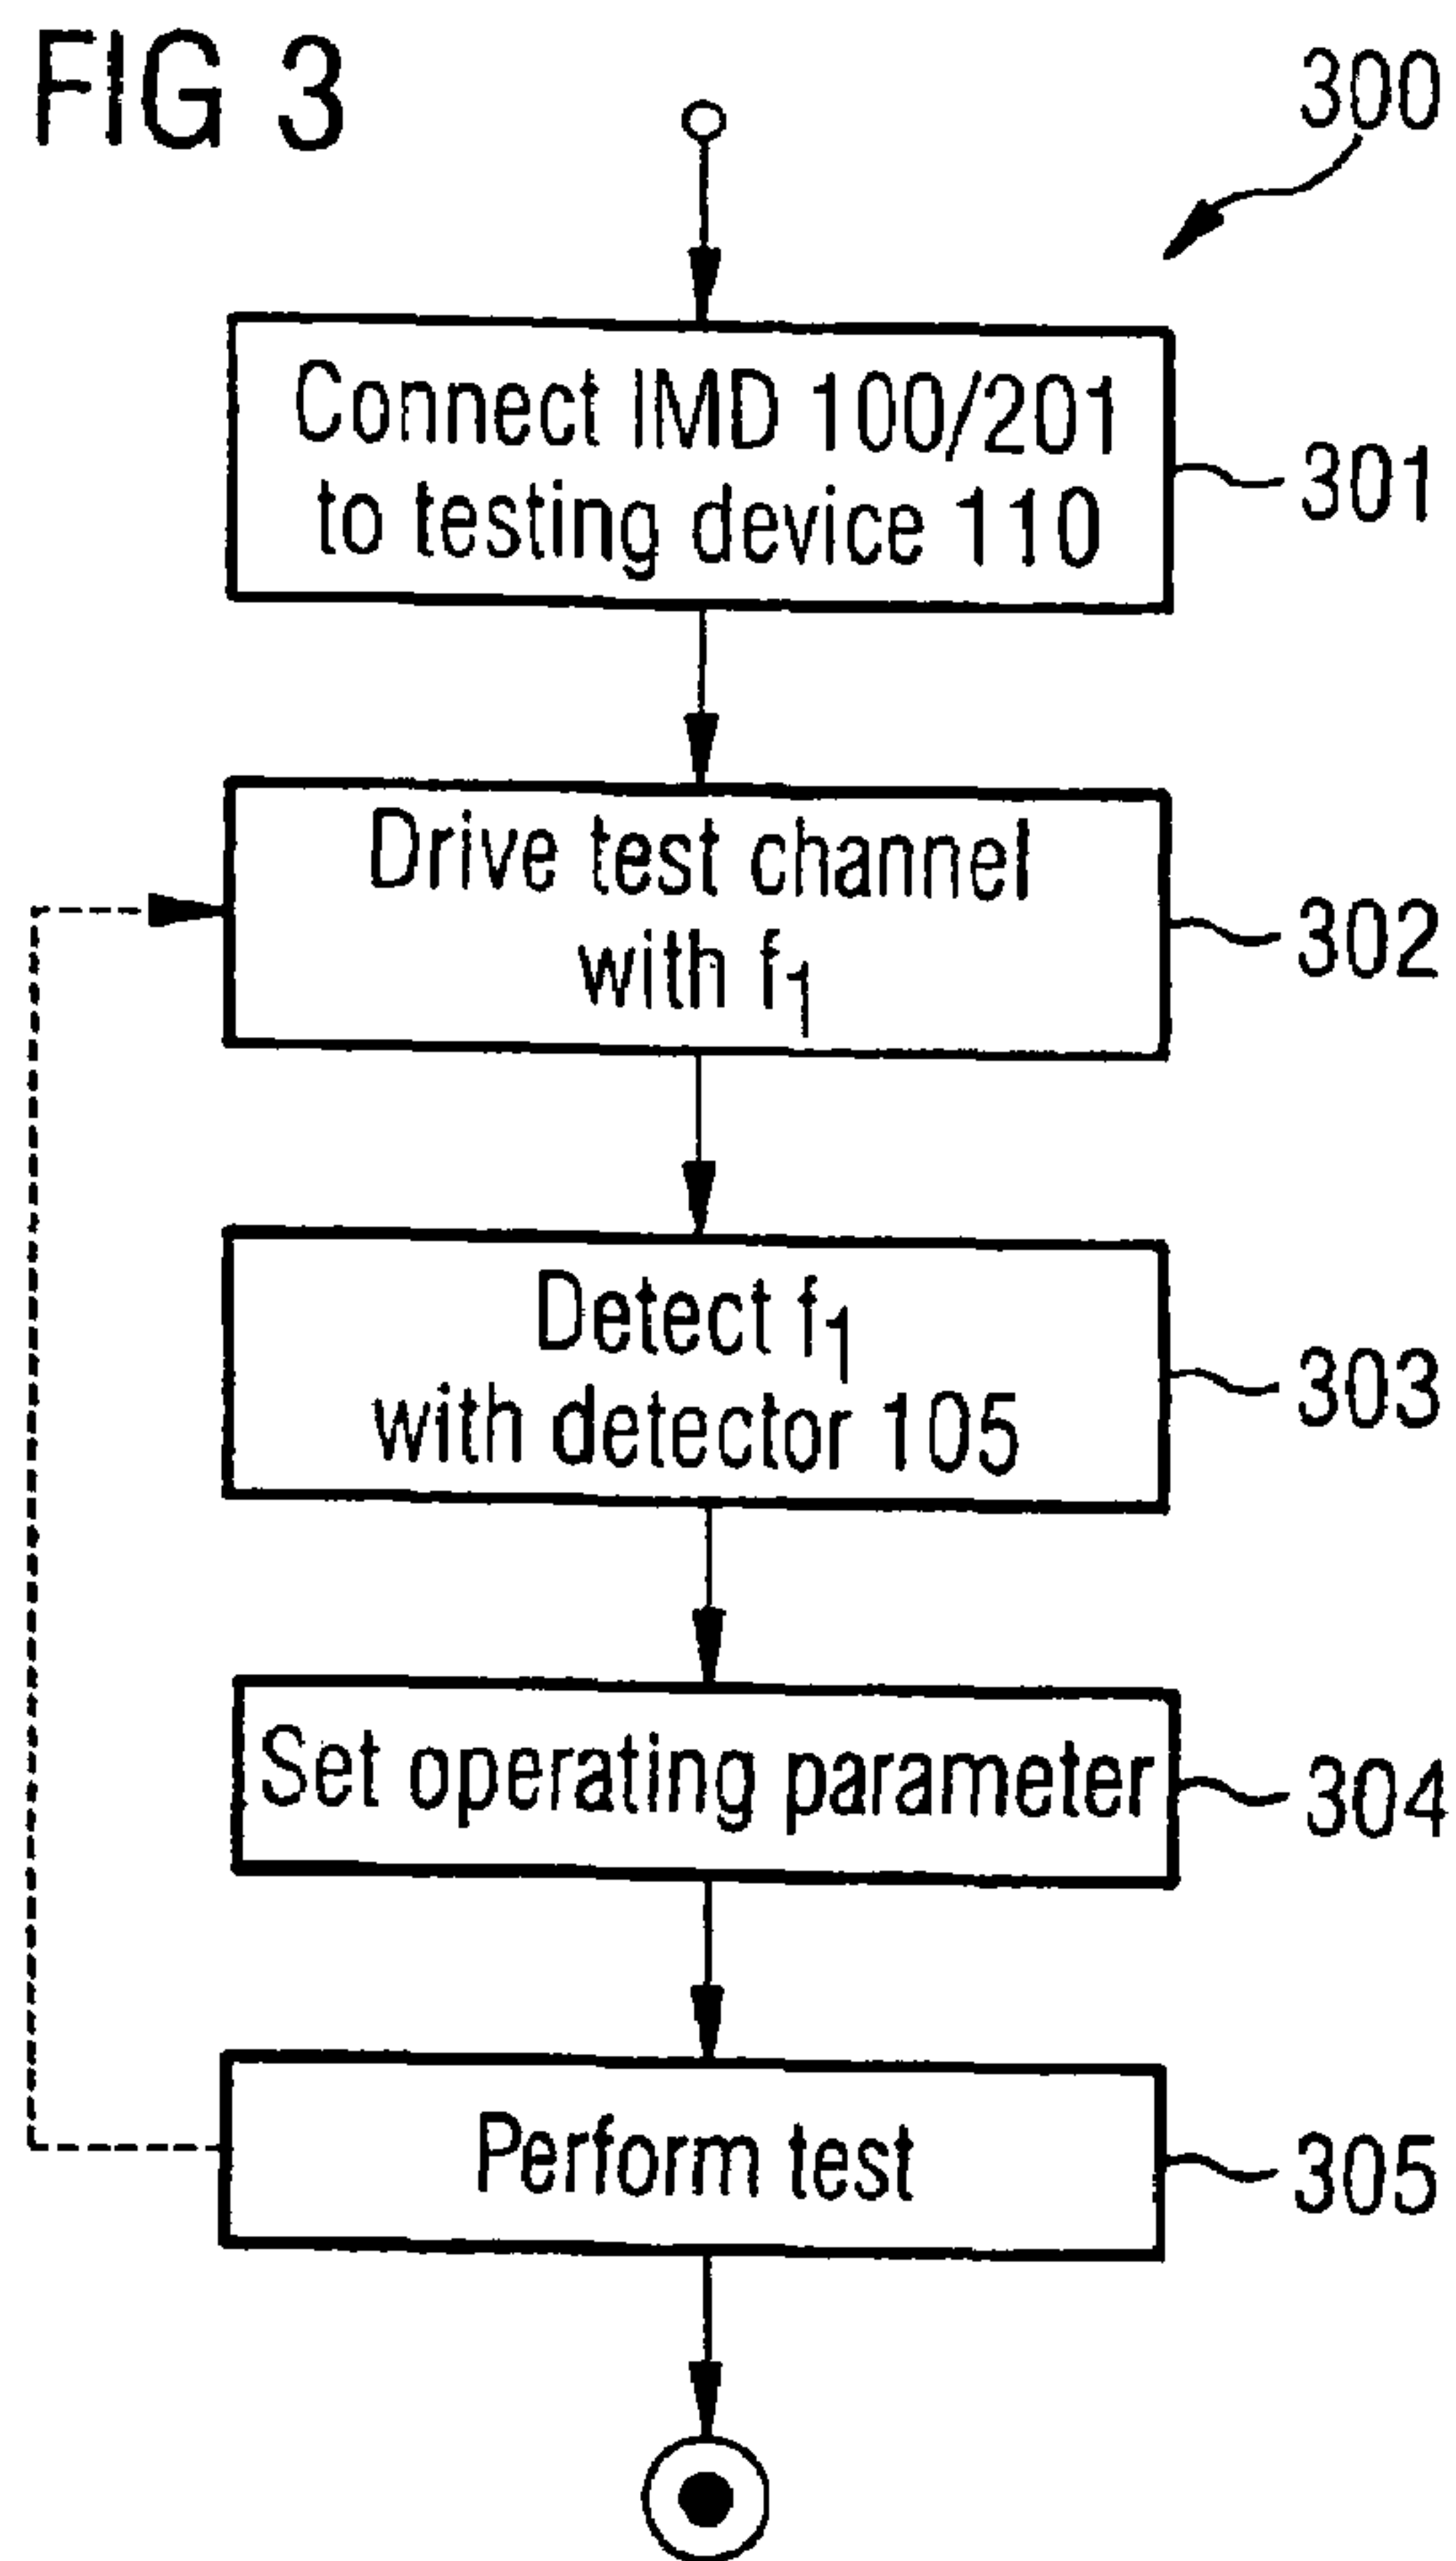 FIG 3
300
Connect IMD 100/201
to testing device 110
301
Drive test channel
with f1
302
Detect f1
with detector 105
303
Set operating parameter
304
Perform test
305